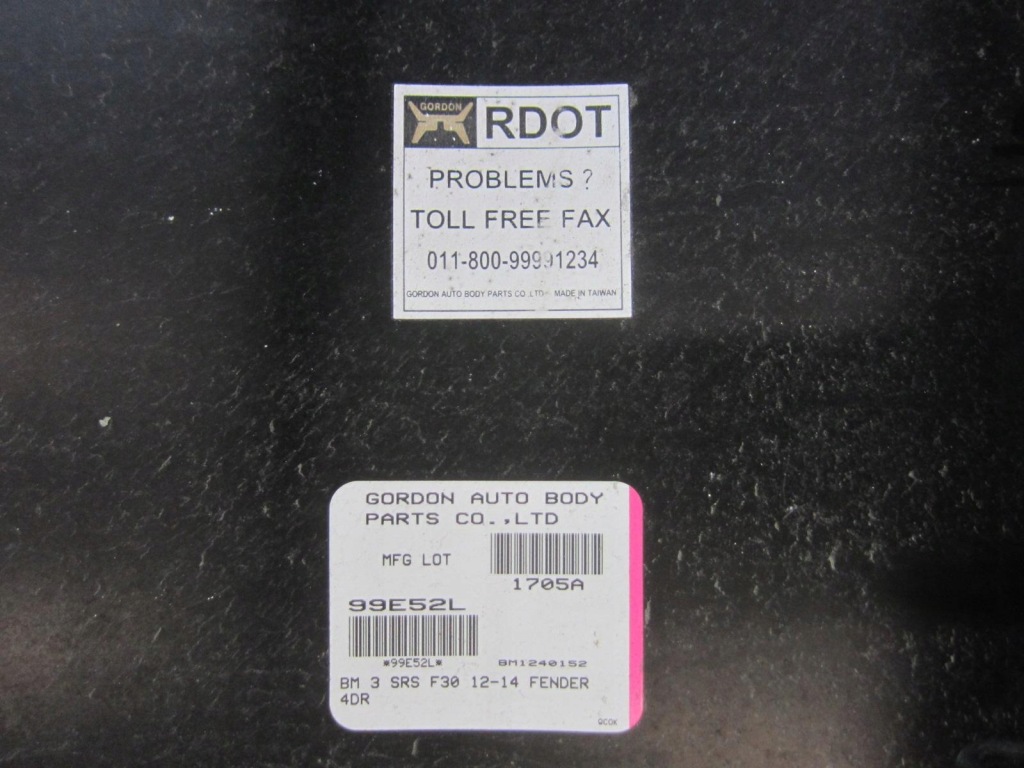 GORDON RDOT
PROBLEMS ?
TOLL FREE FAX
011-800-99991234
GORDON AUTO BODY PARTS CO.,LTD. MADE IN TAIWAN
GORDON AUTO BODY
PARTS CO.,LTD
MFG LOT
1705A
99E52L
*99E52L* BM1240152
BM 3 SRS F30 12-14 FENDER
4DR
QCOK